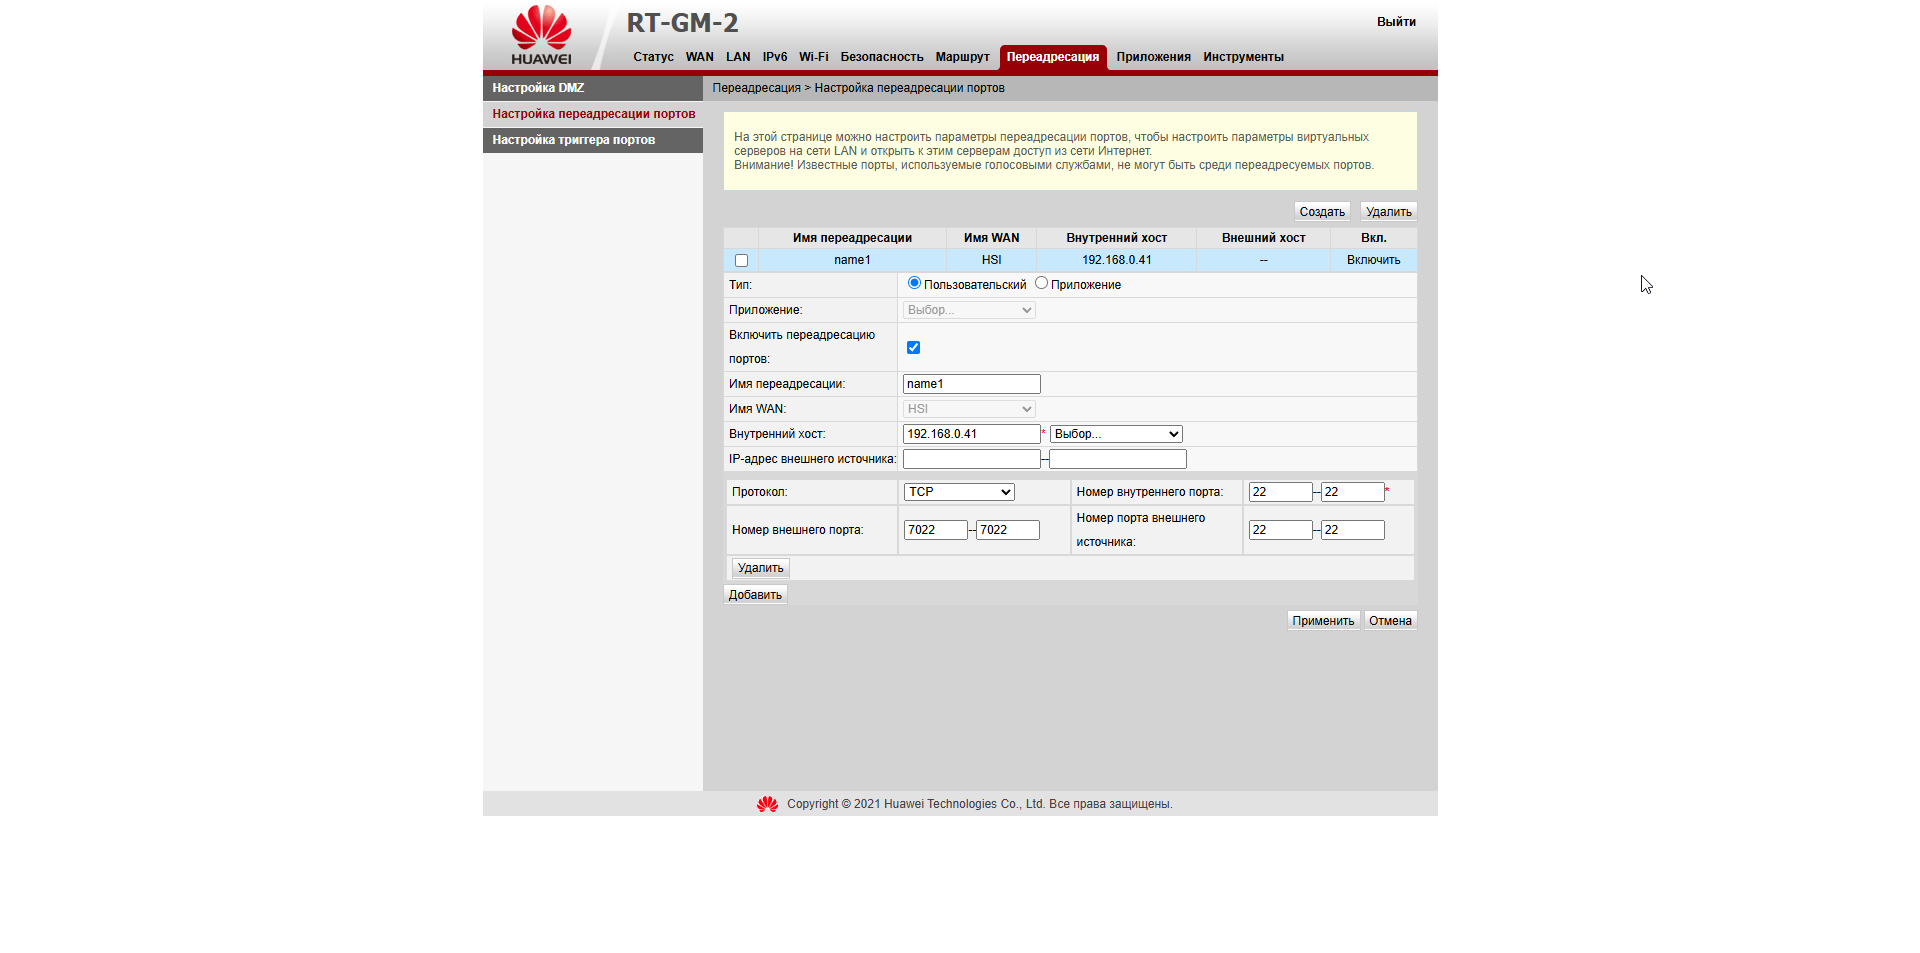 HUAWEI
RT-GM-2
Выйти
Статус WAN LAN IPv6 Wi-Fi Безопасность Маршрут Переадресация Приложения Инструменты
Настройка DMZ
Настройка переадресации портов
Настройка триггера портов
Переадресация > Настройка переадресации портов
На этой странице можно настроить параметры переадресации портов, чтобы настроить параметры виртуальных
серверов на сети LAN и открыть к этим серверам доступ из сети Интернет.
Внимание! Известные порты, используемые голосовыми службами, не могут быть среди переадресуемых портов.
Создать Удалить
Имя переадресации Имя WAN Внутренний хост Внешний хост Вкл.
name1 HSI 192.168.0.41 -- Включить
Тип: Пользовательский Приложение
Приложение: Выбор...
Включить переадресацию
портов:
Имя переадресации: name1
Имя WAN: HSI
Внутренний хост: 192.168.0.41 * Выбор...
IP-адрес внешнего источника: --
Протокол: TCP Номер внутреннего порта: 22 -- 22 *
Номер внешнего порта: 7022 -- 7022 Номер порта внешнего
источника: 22 -- 22
Удалить
Добавить
Применить Отмена
Copyright © 2021 Huawei Technologies Co., Ltd. Все права защищены.